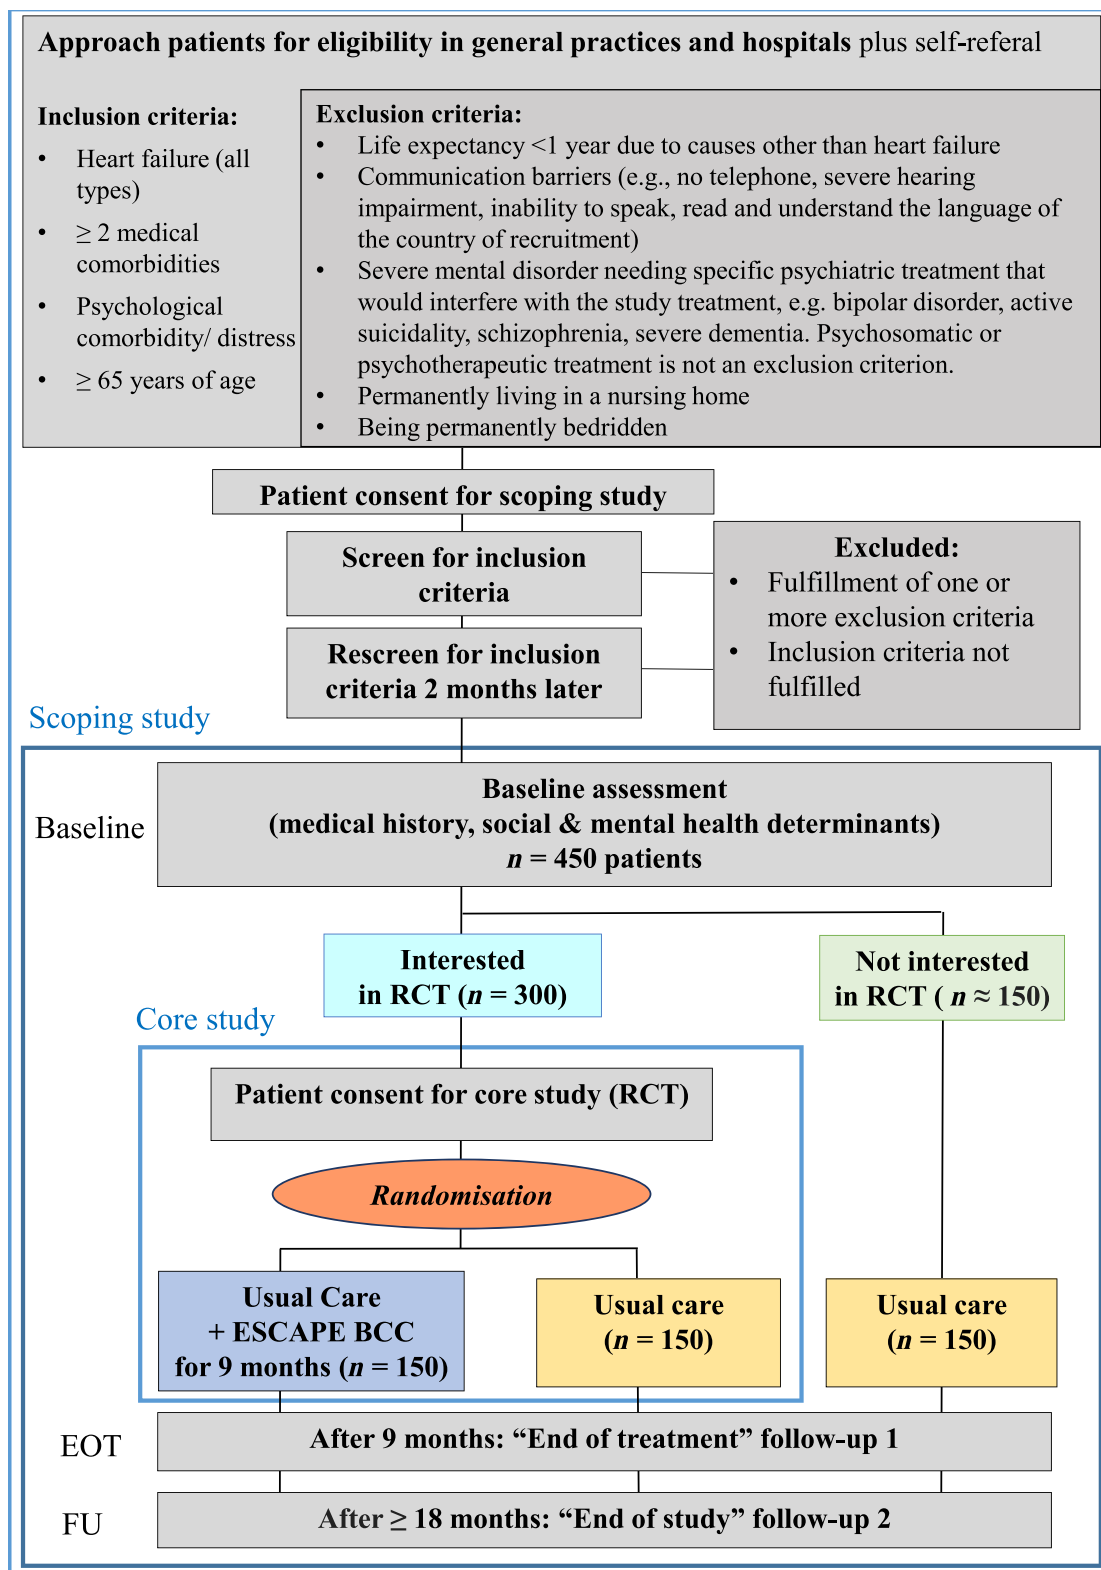 Approach patients for eligibility in general practices and hospitals plus self-referal
Inclusion criteria:
• Heart failure (all
types)
• ≥ 2 medical
comorbidities
• Psychological
comorbidity/ distress
• ≥ 65 years of age
Exclusion criteria:
• Life expectancy <1 year due to causes other than heart failure
• Communication barriers (e.g., no telephone, severe hearing
impairment, inability to speak, read and understand the language of
the country of recruitment)
• Severe mental disorder needing specific psychiatric treatment that
would interfere with the study treatment, e.g. bipolar disorder, active
suicidality, schizophrenia, severe dementia. Psychosomatic or
psychotherapeutic treatment is not an exclusion criterion.
• Permanently living in a nursing home
• Being permanently bedridden
Patient consent for scoping study
Screen for inclusion
criteria
Rescreen for inclusion
criteria 2 months later
Excluded:
• Fulfillment of one or
more exclusion criteria
• Inclusion criteria not
fulfilled
Scoping study
Baseline
Baseline assessment
(medical history, social & mental health determinants)
n = 450 patients
Interested
in RCT (n = 300)
Not interested
in RCT ( n ≈ 150)
Core study
Patient consent for core study (RCT)
Randomisation
Usual Care
+ ESCAPE BCC
for 9 months (n = 150)
Usual care
(n = 150)
Usual care
(n = 150)
EOT
After 9 months: “End of treatment” follow-up 1
FU
After ≥ 18 months: “End of study” follow-up 2